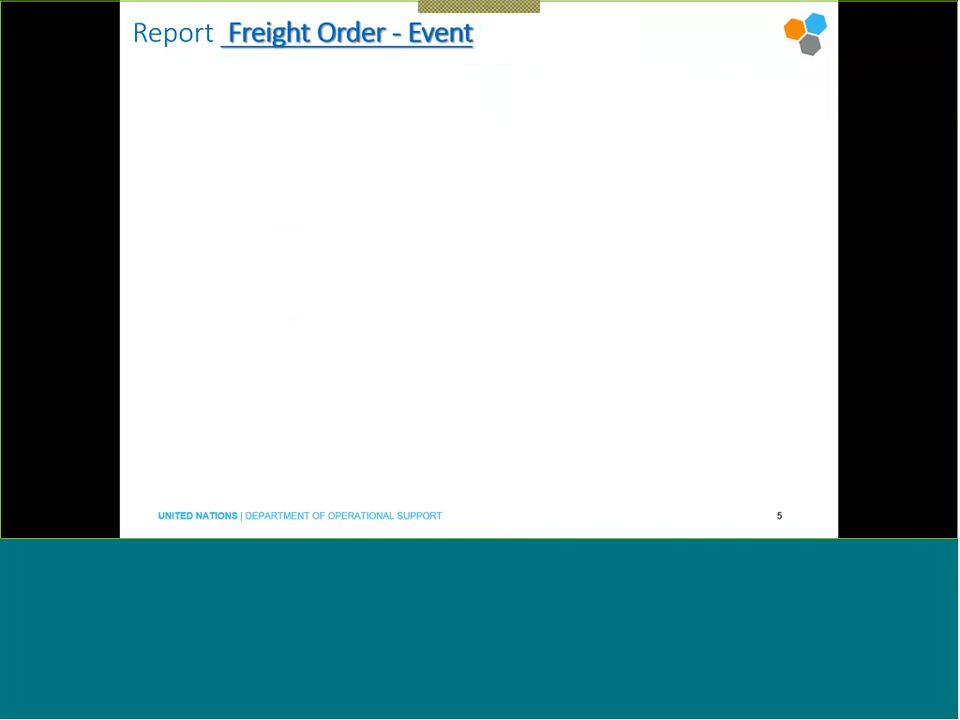 Report Freight Order - Event
UNITED NATIONS | DEPARTMENT OF OPERATIONAL SUPPORT
5